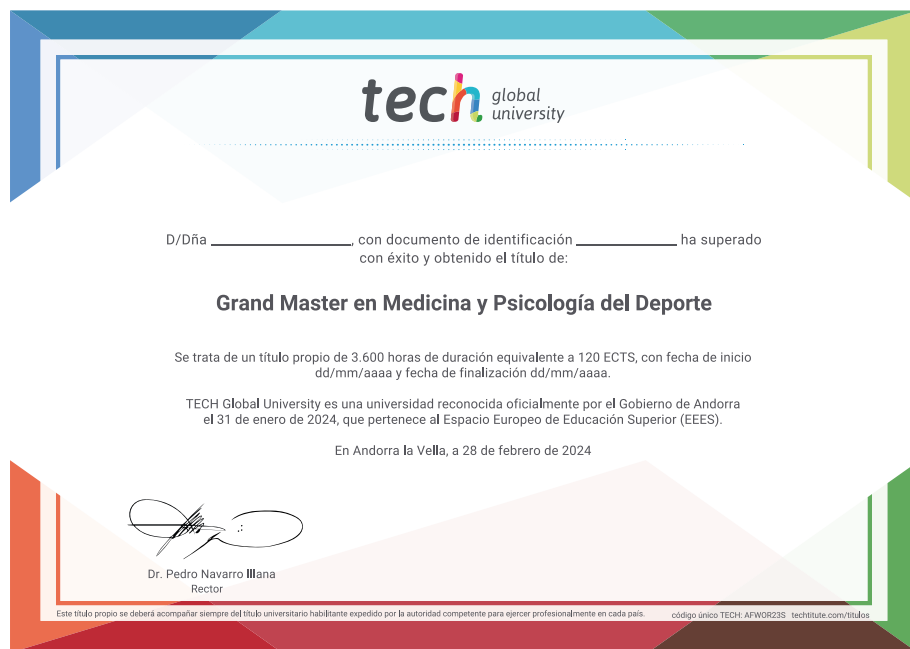 tech global university
D/Dña ____________, con documento de identificación ____________ ha superado
con éxito y obtenido el título de:
Grand Master en Medicina y Psicología del Deporte
Se trata de un título propio de 3.600 horas de duración equivalente a 120 ECTS, con fecha de inicio
dd/mm/aaaa y fecha de finalización dd/mm/aaaa.
TECH Global University es una universidad reconocida oficialmente por el Gobierno de Andorra
el 31 de enero de 2024, que pertenece al Espacio Europeo de Educación Superior (EEES).
En Andorra la Vella, a 28 de febrero de 2024
Dr. Pedro Navarro Illana
Rector
Este título propio se deberá acompañar siempre del título universitario habilitante expedido por la autoridad competente para ejercer profesionalmente en cada país. código único TECH: AFWOR23S techtitute.com/titulos